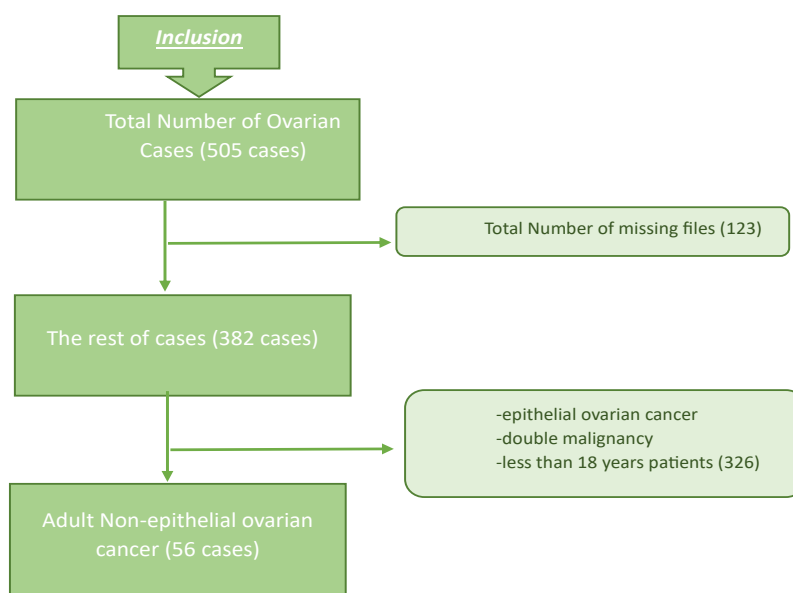 Inclusion
Total Number of Ovarian
Cases (505 cases)
Total Number of missing files (123)
The rest of cases (382 cases)
-epithelial ovarian cancer
-double malignancy
-less than 18 years patients (326)
Adult Non-epithelial ovarian
cancer (56 cases)